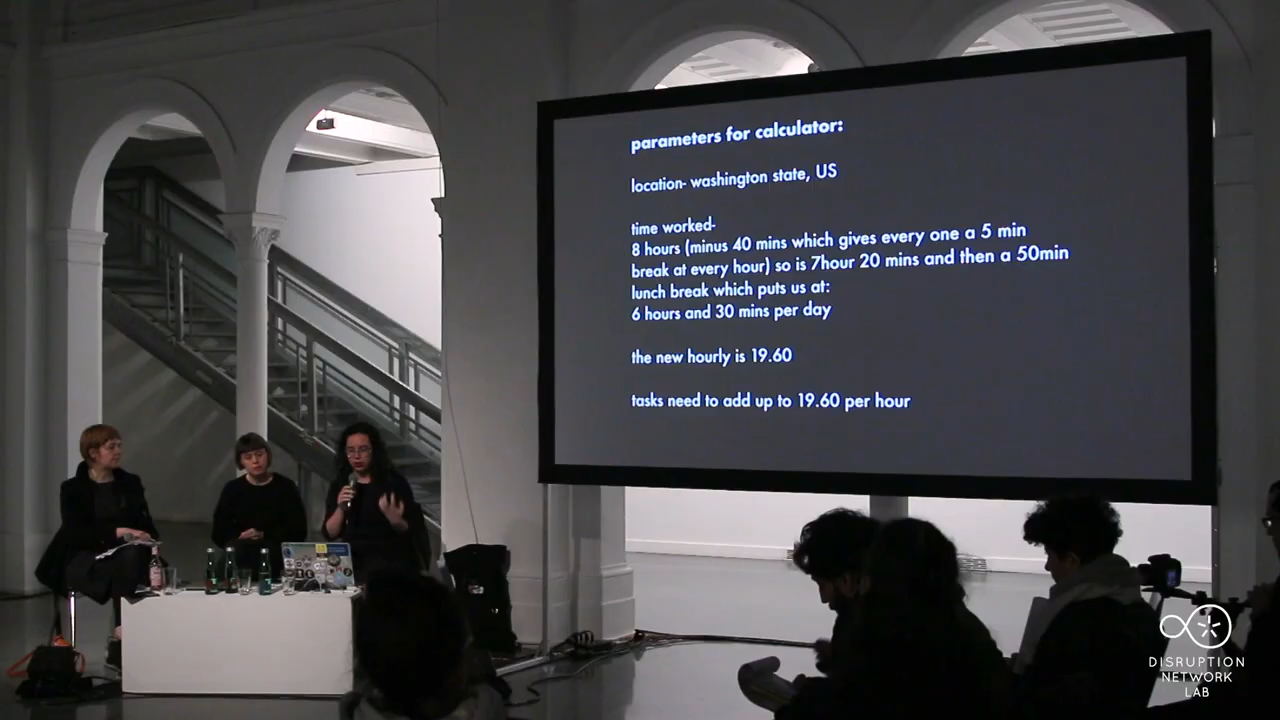 parameters for calculator:
location- washington state, US
time worked-
8 hours (minus 40 mins which gives every one a 5 min
break at every hour) so is 7hour 20 mins and then a 50min
lunch break which puts us at:
6 hours and 30 mins per day
the new hourly is 19.60
tasks need to add up to 19.60 per hour
DISRUPTION
NETWORK
LAB